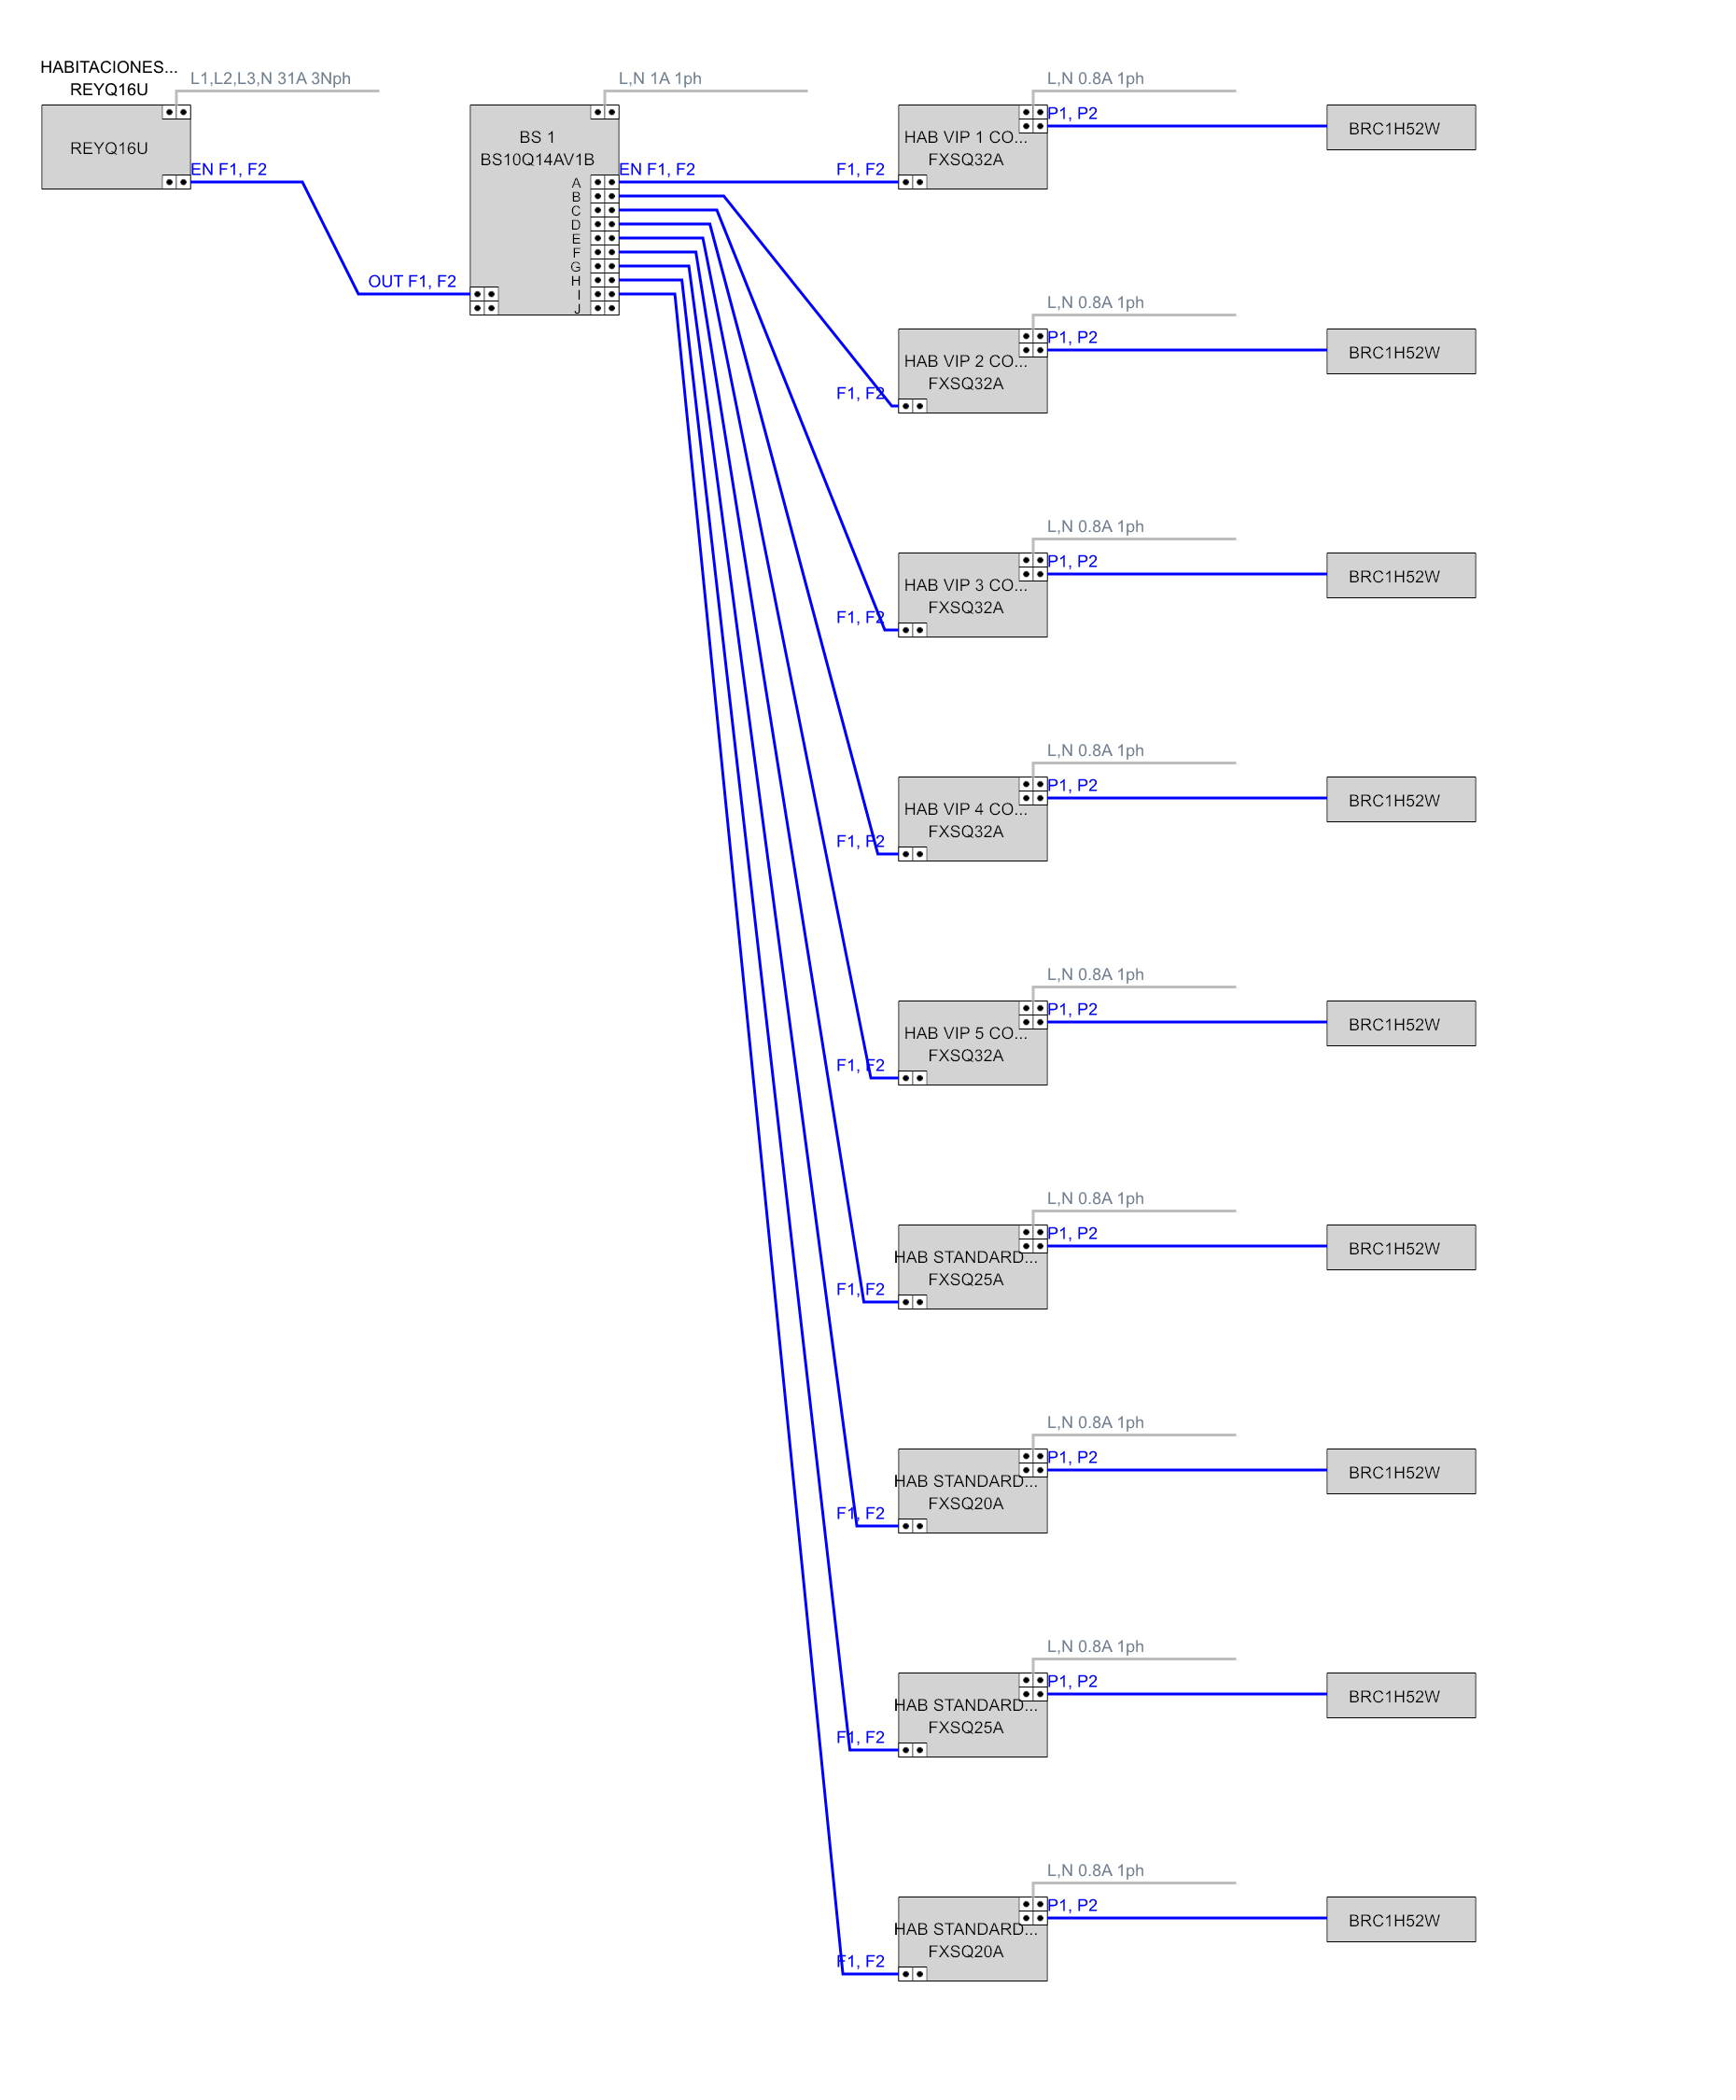 HABITACIONES...
REYQ16U
L1,L2,L3,N 31A 3Nph
REYQ16U
EN F1, F2
OUT F1, F2
L,N 1A 1ph
BS 1
BS10Q14AV1B
A
B
C
D
E
F
G
H
I
J
EN F1, F2
L,N 0.8A 1ph
P1, P2
HAB VIP 1 CO...
FXSQ32A
F1, F2
BRC1H52W
L,N 0.8A 1ph
P1, P2
HAB VIP 2 CO...
FXSQ32A
F1, F2
BRC1H52W
L,N 0.8A 1ph
P1, P2
HAB VIP 3 CO...
FXSQ32A
F1, F2
BRC1H52W
L,N 0.8A 1ph
P1, P2
HAB VIP 4 CO...
FXSQ32A
F1, F2
BRC1H52W
L,N 0.8A 1ph
P1, P2
HAB VIP 5 CO...
FXSQ32A
F1, F2
BRC1H52W
L,N 0.8A 1ph
P1, P2
HAB STANDARD...
FXSQ25A
F1, F2
BRC1H52W
L,N 0.8A 1ph
P1, P2
HAB STANDARD...
FXSQ20A
F1, F2
BRC1H52W
L,N 0.8A 1ph
P1, P2
HAB STANDARD...
FXSQ25A
F1, F2
BRC1H52W
L,N 0.8A 1ph
P1, P2
HAB STANDARD...
FXSQ20A
F1, F2
BRC1H52W